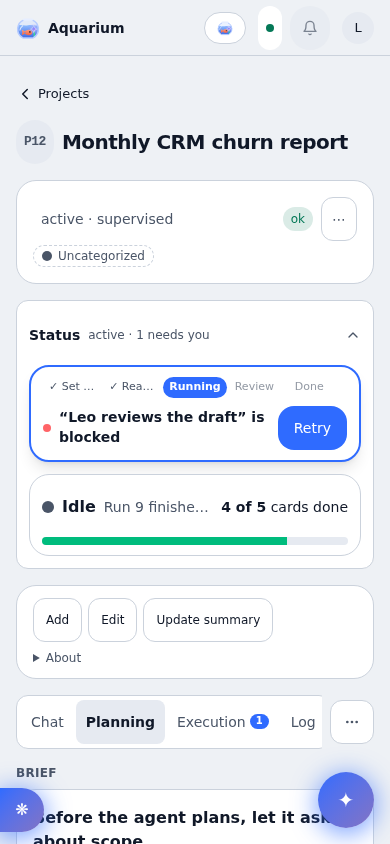 Aquarium
L
Projects
P12 Monthly CRM churn report
active · supervised ok ...
Uncategorized
Status active · 1 needs you
✓ Set ... ✓ Rea... Running Review Done
“Leo reviews the draft” is
blocked
Retry
Idle Run 9 finishe... 4 of 5 cards done
Add Edit Update summary
About
Chat Planning Execution 1 Log ...
BRIEF
Before the agent plans, let it ask
about scope